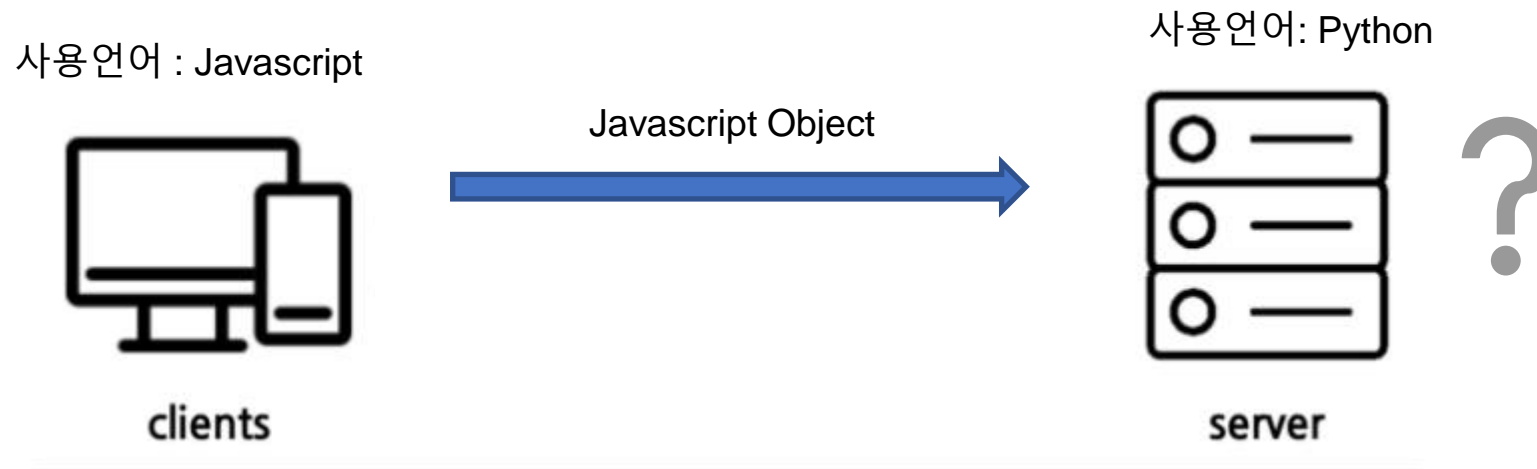 사용언어 : Javascript
사용언어: Python
Javascript Object
?
clients
server